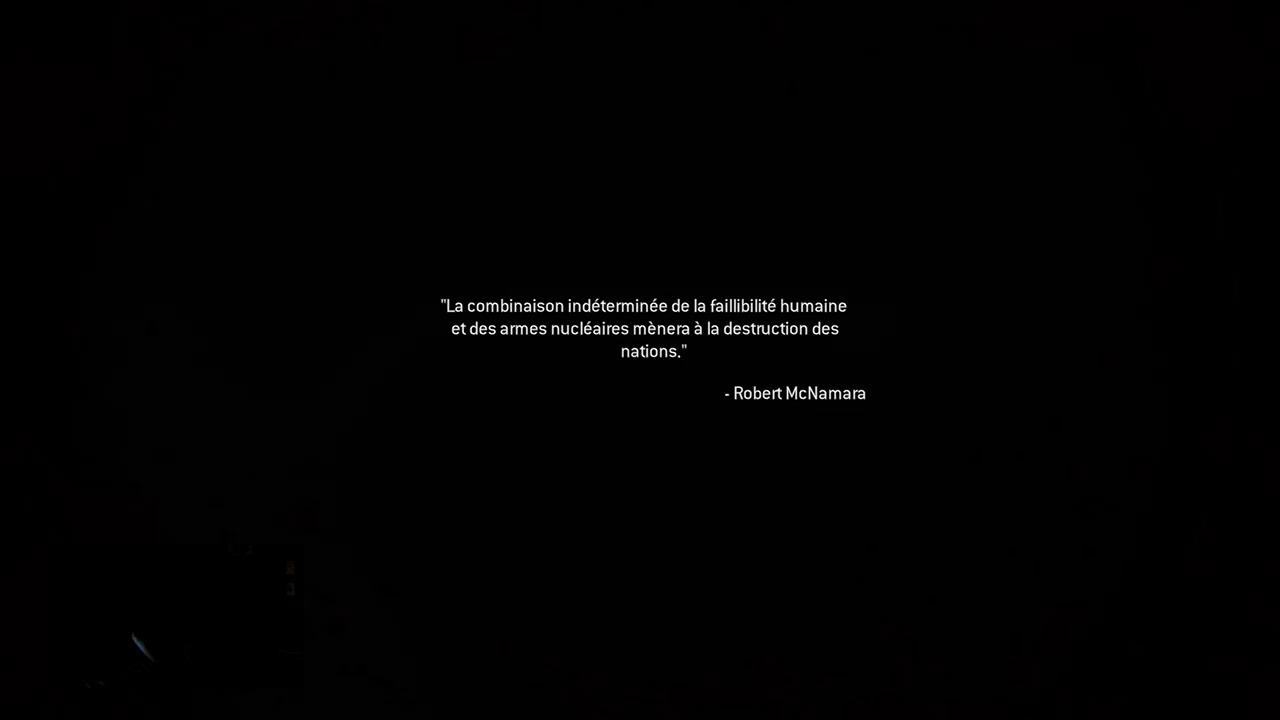 "La combinaison indéterminée de la faillibilité humaine
et des armes nucléaires mènera à la destruction des
nations."
- Robert McNamara